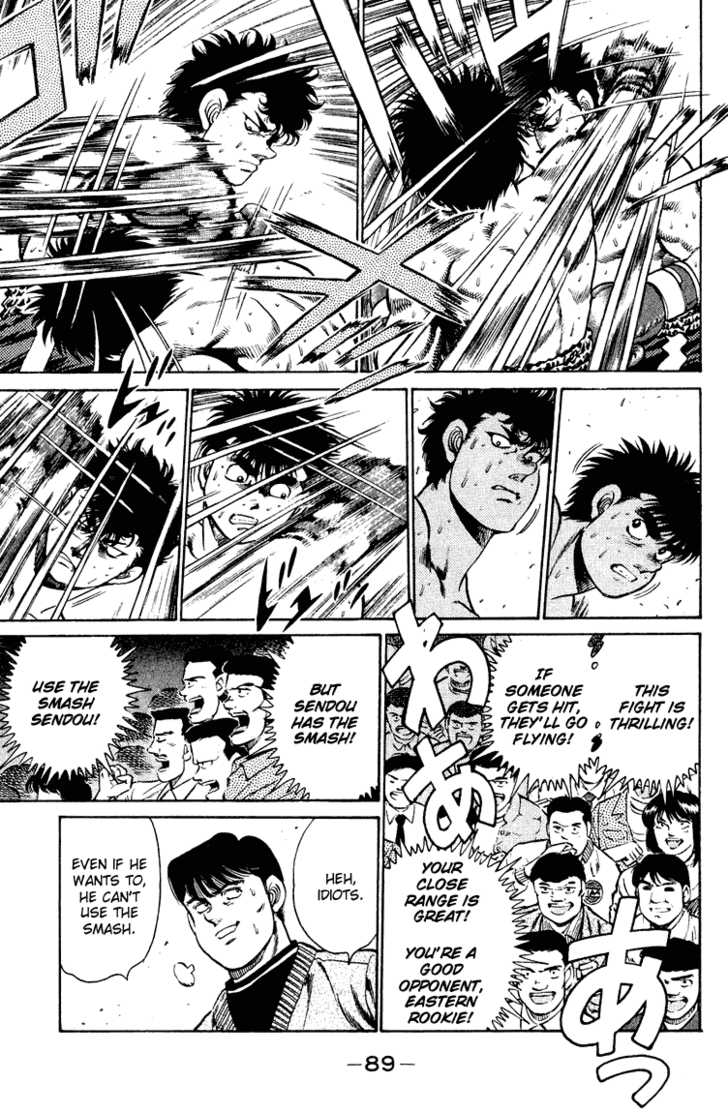 THIS
FIGHT IS
THRILLING!
IF
SOMEONE
GETS HIT,
THEY'LL GO
FLYING!
わ
あ
あ
っ
YOUR
CLOSE
RANGE IS
GREAT!
YOU'RE A
GOOD
OPPONENT,
EASTERN
ROOKIE!
BUT
SENDOU
HAS THE
SMASH!
USE THE
SMASH
SENDOU!
HEH,
IDIOTS.
EVEN IF HE
WANTS TO,
HE CAN'T
USE THE
SMASH.
—89—